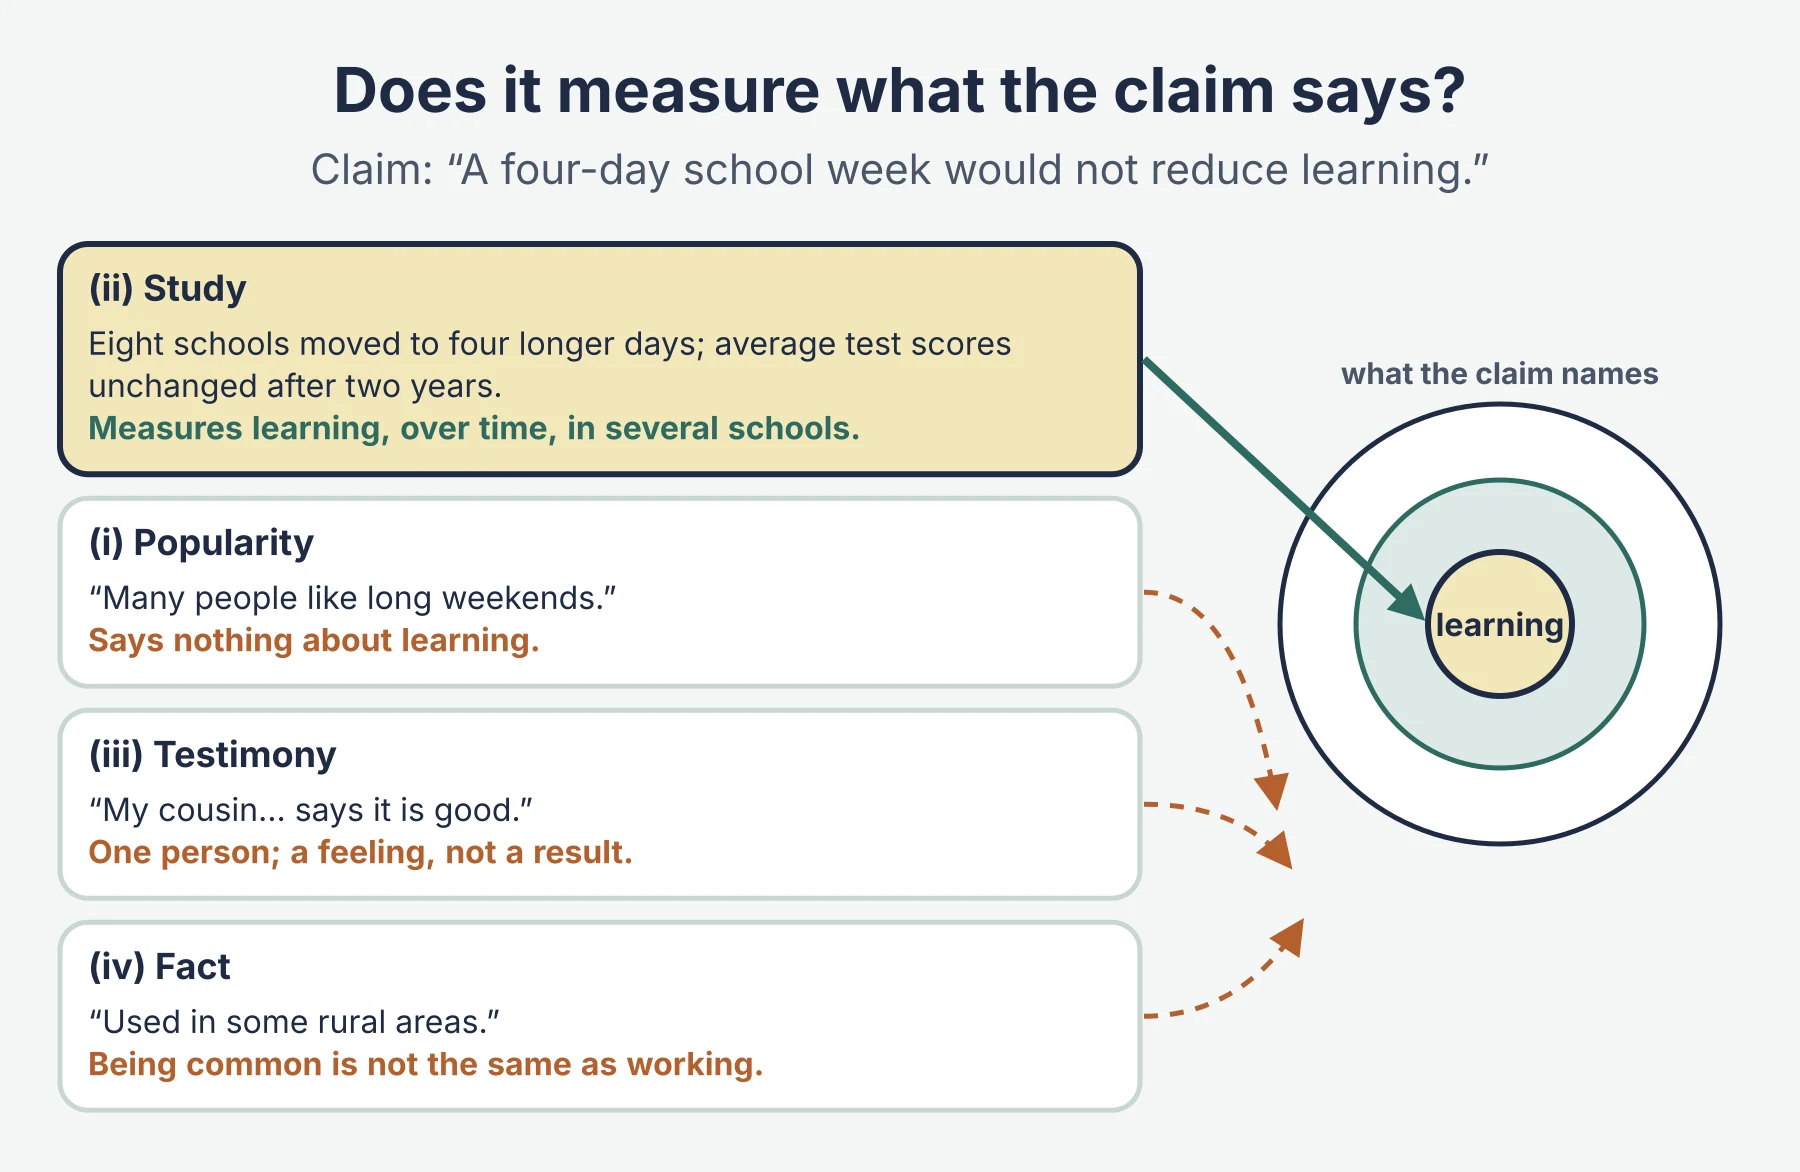 Does it measure what the claim says?
Claim: “A four-day school week would not reduce learning.”
(ii) Study
Eight schools moved to four longer days; average test scores
unchanged after two years.
Measures learning, over time, in several schools.
(i) Popularity
“Many people like long weekends.”
Says nothing about learning.
(iii) Testimony
“My cousin... says it is good.”
One person; a feeling, not a result.
(iv) Fact
“Used in some rural areas.”
Being common is not the same as working.
what the claim names
learning